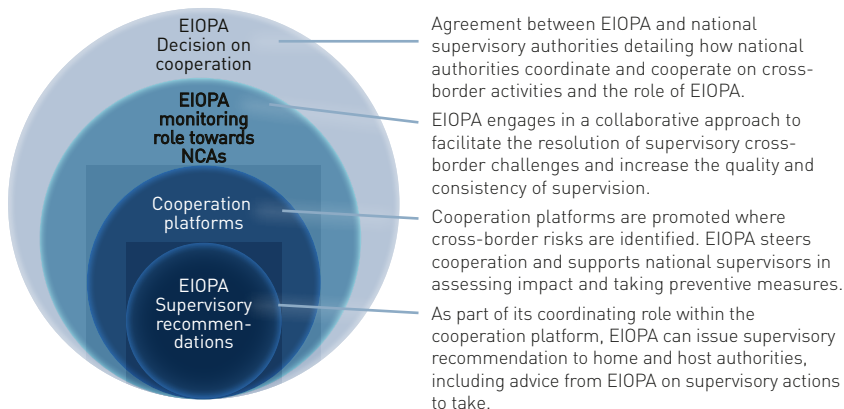 EIOPA
Decision on
cooperation
EIOPA
monitoring
role towards
NCAs
Cooperation
platforms
EIOPA
Supervisory
recommen-
dations
Agreement between EIOPA and national
supervisory authorities detailing how national
authorities coordinate and cooperate on cross-
border activities and the role of EIOPA.
EIOPA engages in a collaborative approach to
facilitate the resolution of supervisory cross-
border challenges and increase the quality and
consistency of supervision.
Cooperation platforms are promoted where
cross-border risks are identified. EIOPA steers
cooperation and supports national supervisors in
assessing impact and taking preventive measures.
As part of its coordinating role within the
cooperation platform, EIOPA can issue supervisory
recommendation to home and host authorities,
including advice from EIOPA on supervisory actions
to take.